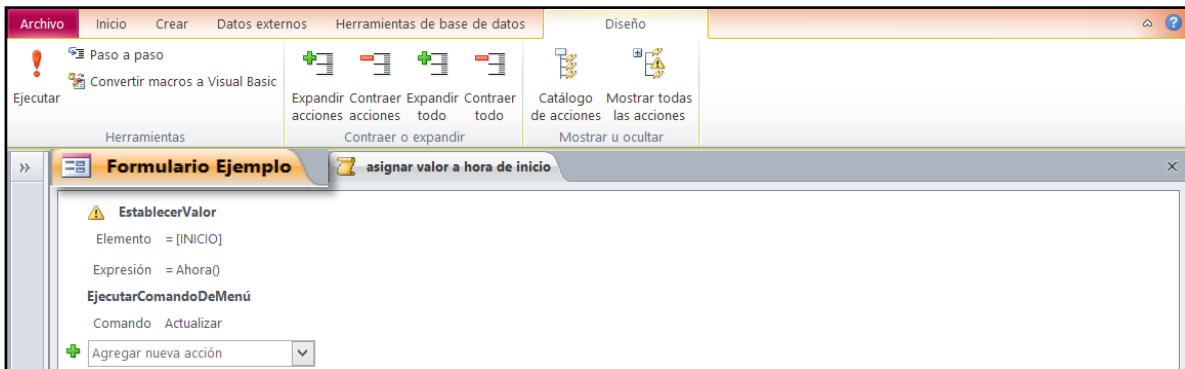 Archivo Inicio Crear Datos externos Herramientas de base de datos Diseño
Ejecutar
Paso a paso
Convertir macros a Visual Basic
Herramientas
Expandir acciones
Contraer acciones
Expandir todo
Contraer todo
Contraer o expandir
Catálogo de acciones
Mostrar todas las acciones
Mostrar u ocultar
Formulario Ejemplo
asignar valor a hora de inicio
EstablecerValor
Elemento = [INICIO]
Expresión = Ahora()
EjecutarComandoDeMenú
Comando Actualizar
Agregar nueva acción